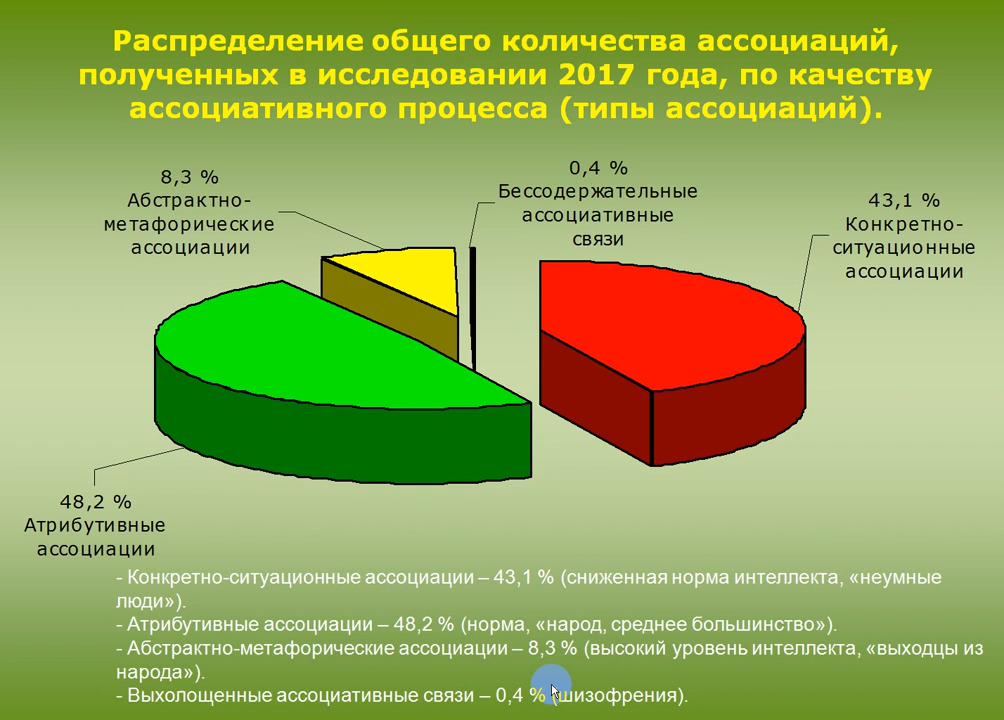 Распределение общего количества ассоциаций,
полученных в исследовании 2017 года, по качеству
ассоциативного процесса (типы ассоциаций).
8,3 %
Абстрактно-
метафорические
ассоциации
0,4 %
Бессодержательные
ассоциативные
связи
43,1 %
Конкретно-
ситуационные
ассоциации
48,2 %
Атрибутивные
ассоциации
- Конкретно-ситуационные ассоциации – 43,1 % (сниженная норма интеллекта, «неумные
люди»).
- Атрибутивные ассоциации – 48,2 % (норма, «народ, среднее большинство»).
- Абстрактно-метафорические ассоциации – 8,3 % (высокий уровень интеллекта, «выходцы из
народа»).
- Выхолощенные ассоциативные связи – 0,4 % (шизофрения).